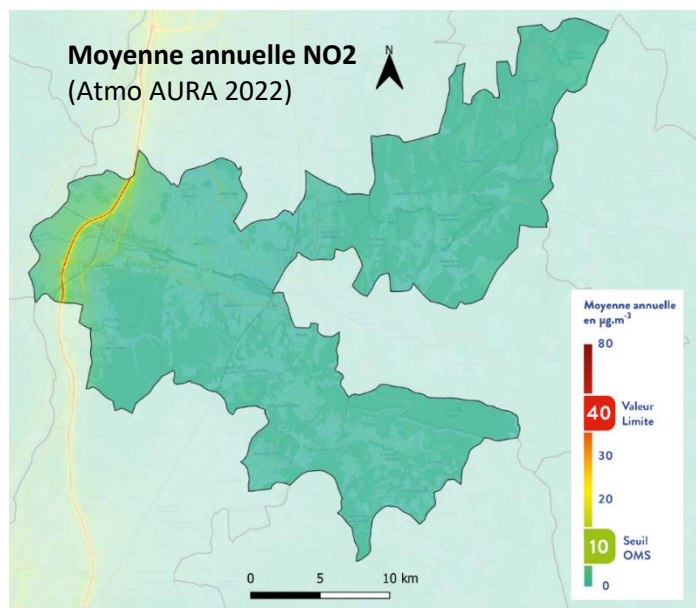 Moyenne annuelle NO2
(Atmo AURA 2022)
N
Moyenne annuelle
en µg.m-³
80
40 Valeur
Limite
30
20
10 Seuil
OMS
0
0 5 10 km